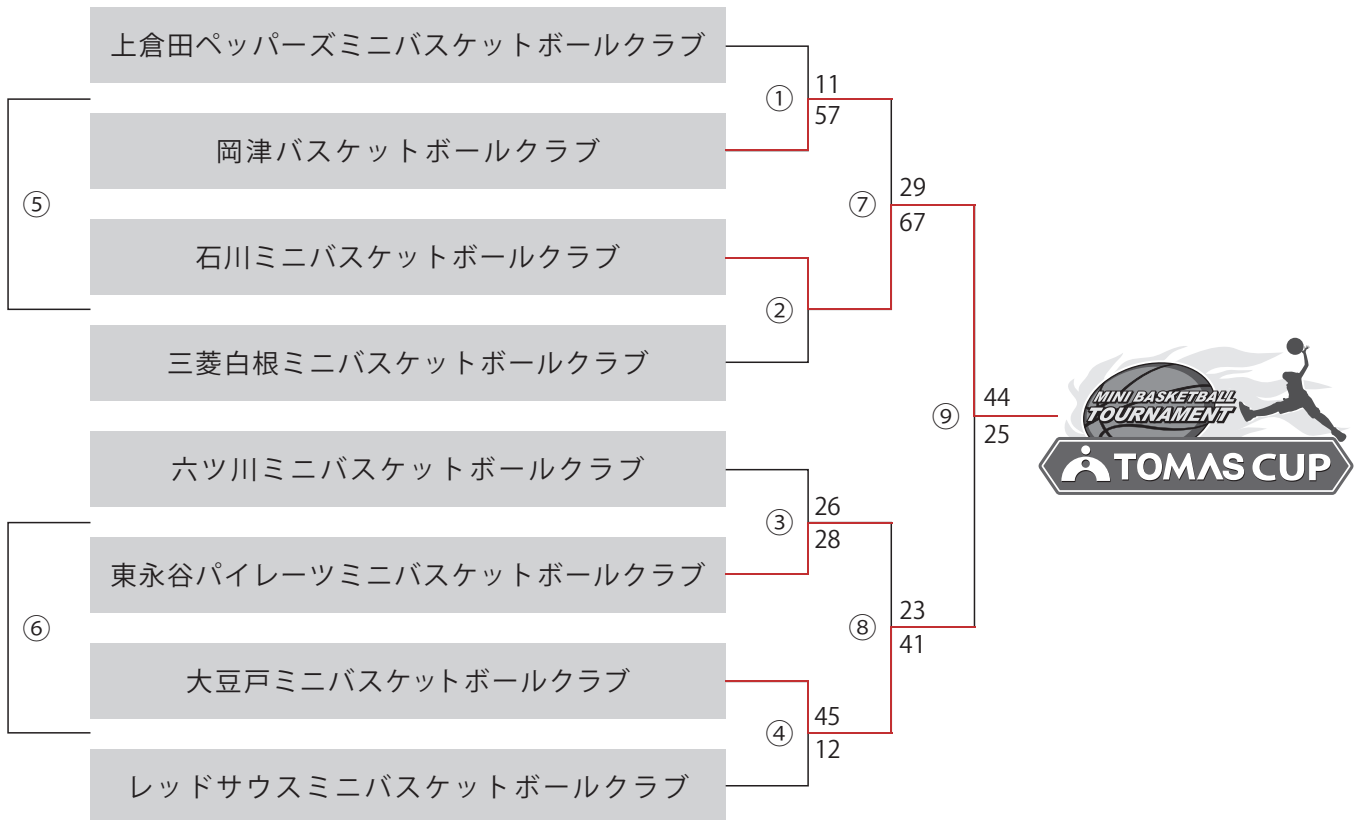 上倉田ペッパーズミニバスケットボールクラブ
① 11
57
岡津バスケットボールクラブ
⑤
⑦ 29
67
石川ミニバスケットボールクラブ
②
三菱白根ミニバスケットボールクラブ
⑨ 44
25
MINI BASKETBALL
TOURNAMENT
TOMAS CUP
六ツ川ミニバスケットボールクラブ
③ 26
28
東永谷パイレーツミニバスケットボールクラブ
⑥
⑧ 23
41
大豆戸ミニバスケットボールクラブ
④ 45
12
レッドサウスミニバスケットボールクラブ